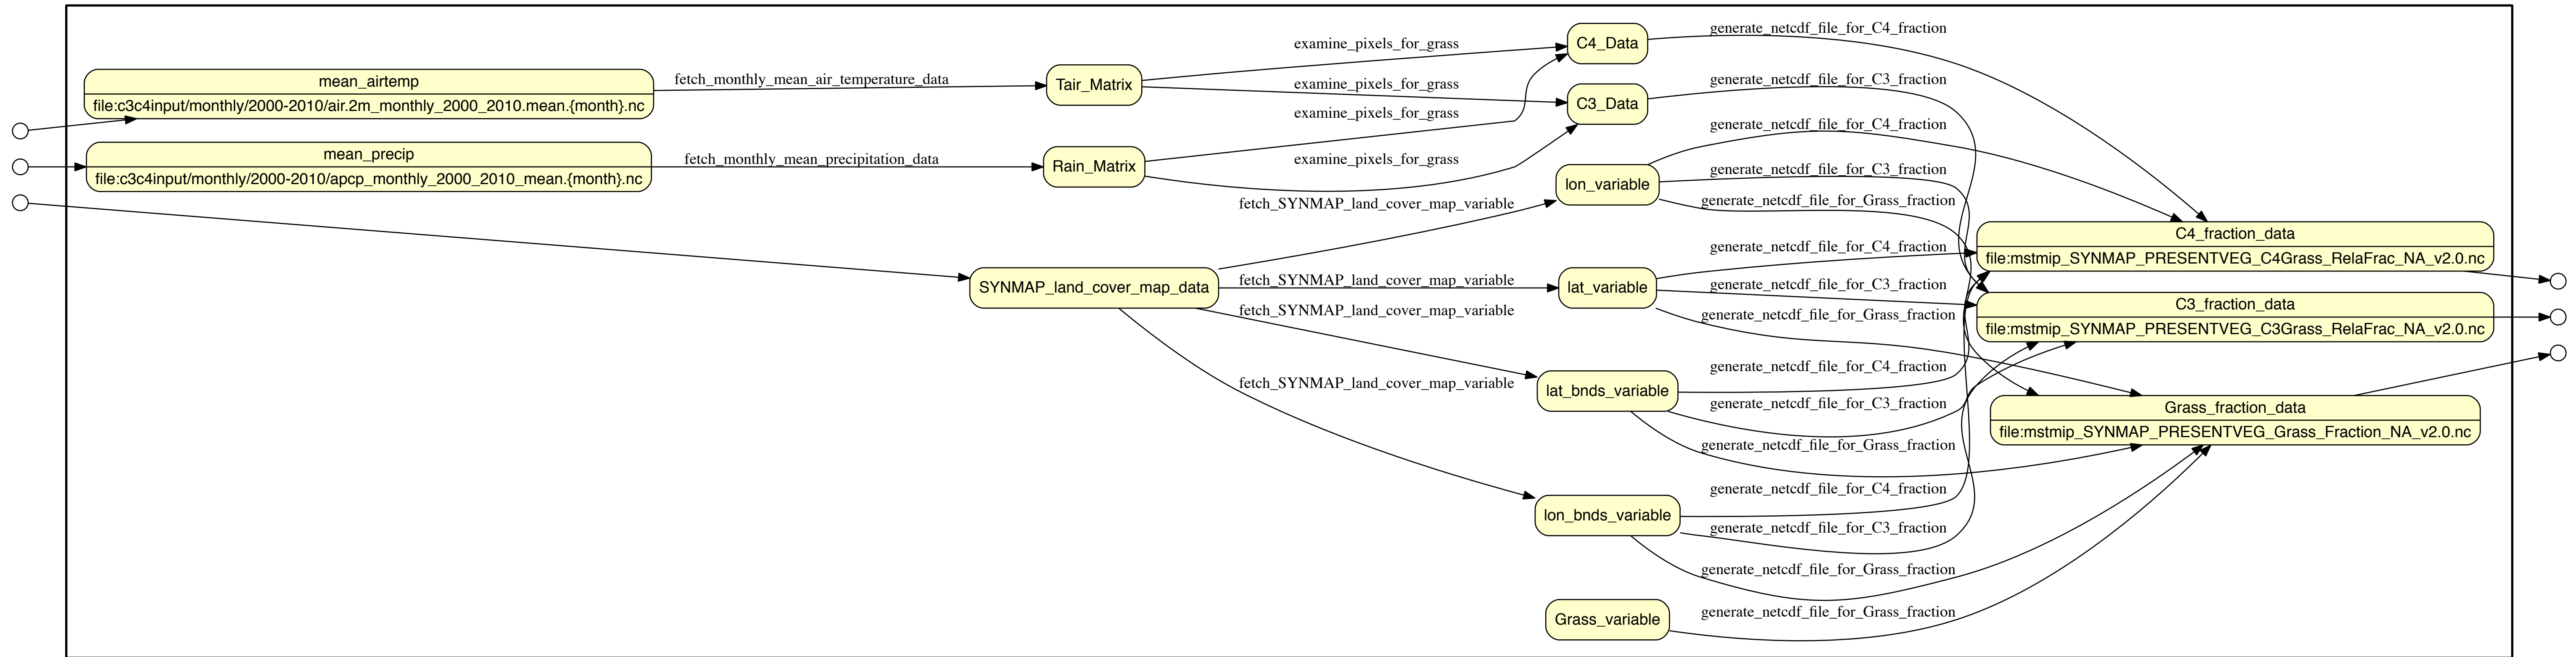 mean_airtemp
file:c3c4input/monthly/2000-2010/air.2m_monthly_2000_2010.mean.{month}.nc
fetch_monthly_mean_air_temperature_data
mean_precip
file:c3c4input/monthly/2000-2010/apcp_monthly_2000_2010_mean.{month}.nc
fetch_monthly_mean_precipitation_data
Tair_Matrix
Rain_Matrix
SYNMAP_land_cover_map_data
examine_pixels_for_grass
examine_pixels_for_grass
examine_pixels_for_grass
examine_pixels_for_grass
fetch_SYNMAP_land_cover_map_variable
fetch_SYNMAP_land_cover_map_variable
fetch_SYNMAP_land_cover_map_variable
fetch_SYNMAP_land_cover_map_variable
C4_Data
C3_Data
lon_variable
lat_variable
lat_bnds_variable
lon_bnds_variable
Grass_variable
generate_netcdf_file_for_C4_fraction
generate_netcdf_file_for_C3_fraction
generate_netcdf_file_for_C4_fraction
generate_netcdf_file_for_C3_fraction
generate_netcdf_file_for_Grass_fraction
generate_netcdf_file_for_C4_fraction
generate_netcdf_file_for_C3_fraction
generate_netcdf_file_for_Grass_fraction
generate_netcdf_file_for_C4_fraction
generate_netcdf_file_for_C3_fraction
generate_netcdf_file_for_Grass_fraction
generate_netcdf_file_for_C4_fraction
generate_netcdf_file_for_C3_fraction
generate_netcdf_file_for_Grass_fraction
generate_netcdf_file_for_Grass_fraction
C4_fraction_data
file:mstmip_SYNMAP_PRESENTVEG_C4Grass_RelaFrac_NA_v2.0.nc
C3_fraction_data
file:mstmip_SYNMAP_PRESENTVEG_C3Grass_RelaFrac_NA_v2.0.nc
Grass_fraction_data
file:mstmip_SYNMAP_PRESENTVEG_Grass_Fraction_NA_v2.0.nc